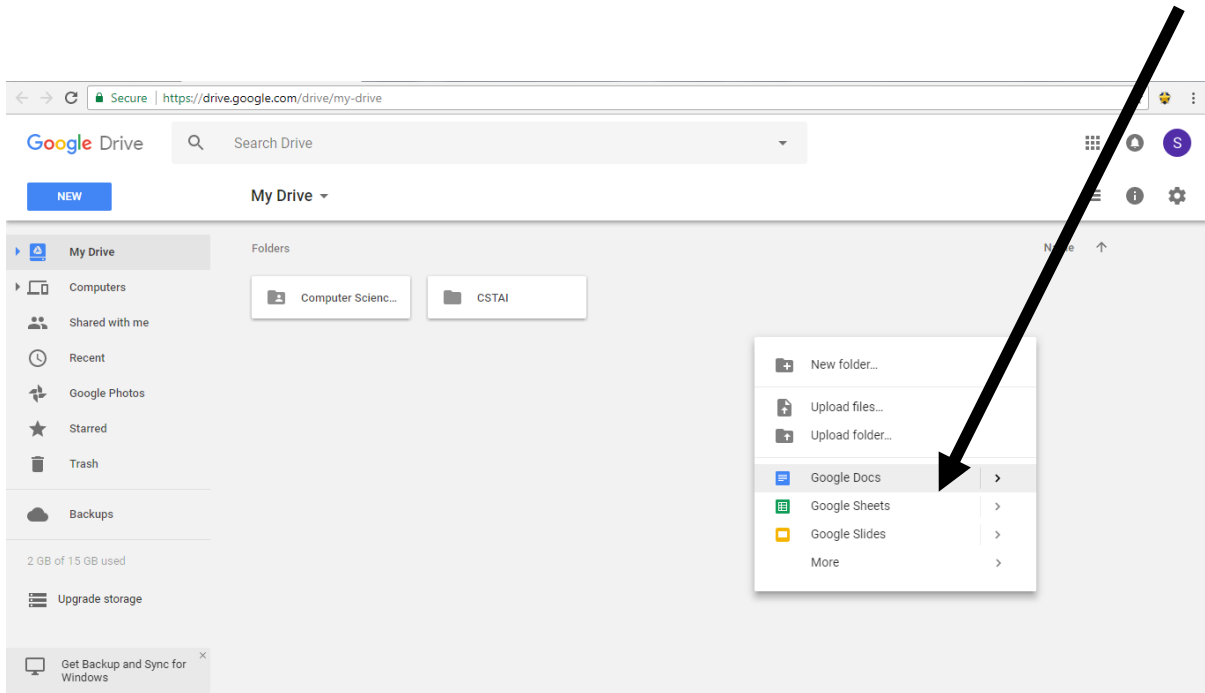 Secure | https://drive.google.com/drive/my-drive
Google Drive Search Drive
S
NEW My Drive
My Drive
Computers
Shared with me
Recent
Google Photos
Starred
Trash
Backups
2 GB of 15 GB used
Upgrade storage
Get Backup and Sync for
Windows
Folders
Computer Scienc...
CSTAI
New folder...
Upload files...
Upload folder...
Google Docs
Google Sheets
Google Slides
More